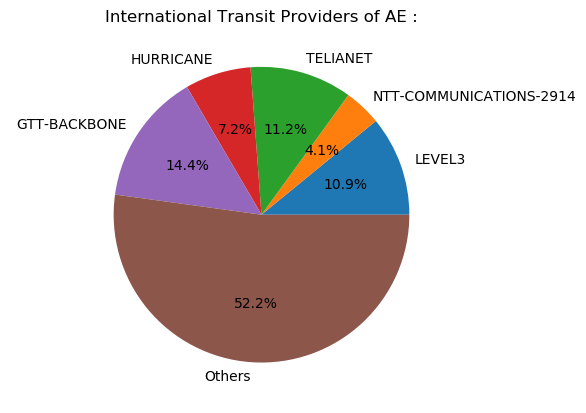 International Transit Providers of AE :
HURRICANE
TELIANET
NTT-COMMUNICATIONS-2914
GTT-BACKBONE
LEVEL3
7.2%
11.2%
4.1%
14.4%
10.9%
52.2%
Others